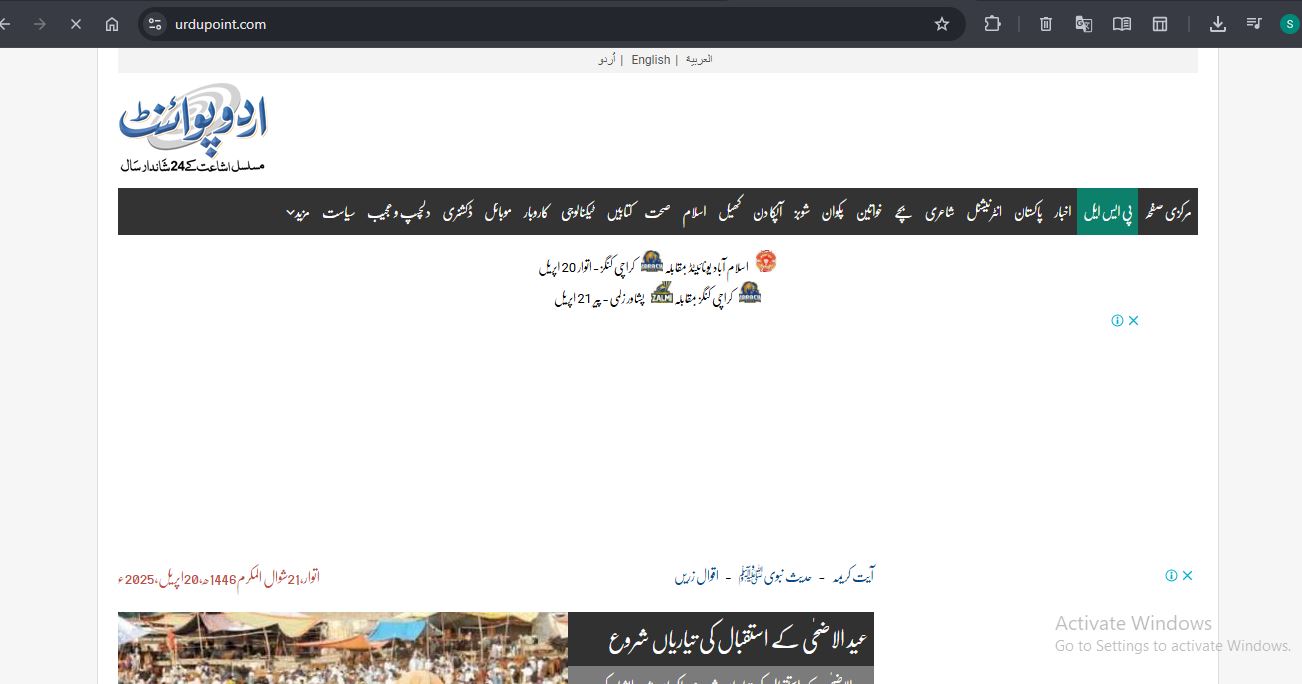 urdupoint.com
S
العربية | English | اُردو
اردو پوائنٹ
مسلسل اشاعت کے 24 شاندار سال
مرکزی صفحہ پی ایس ایل اخبار پاکستان انٹرنیشنل شاعری بچے خواتین پکوان شوبز آپکا دن کھیل اسلام صحت کتابیں ٹیکنالوجی کاروبار موبائل ڈکشنری دلچسپ و عجیب سیاست مزید
اسلام آباد یونائیٹڈ بمقابلہ کراچی کنگز - اتوار 20 اپریل
کراچی کنگز بمقابلہ ZALMI پشاور زلمی - پیر 21 اپریل
آیت کریمہ - حدیث نبوی ﷺ - اقوال زریں
اتوار، 21 شوال المکرم 1446ھ، 20 اپریل، 2025ء
عید الاضحٰی کے استقبال کی تیاریاں شروع
Activate Windows
Go to Settings to activate Windows.